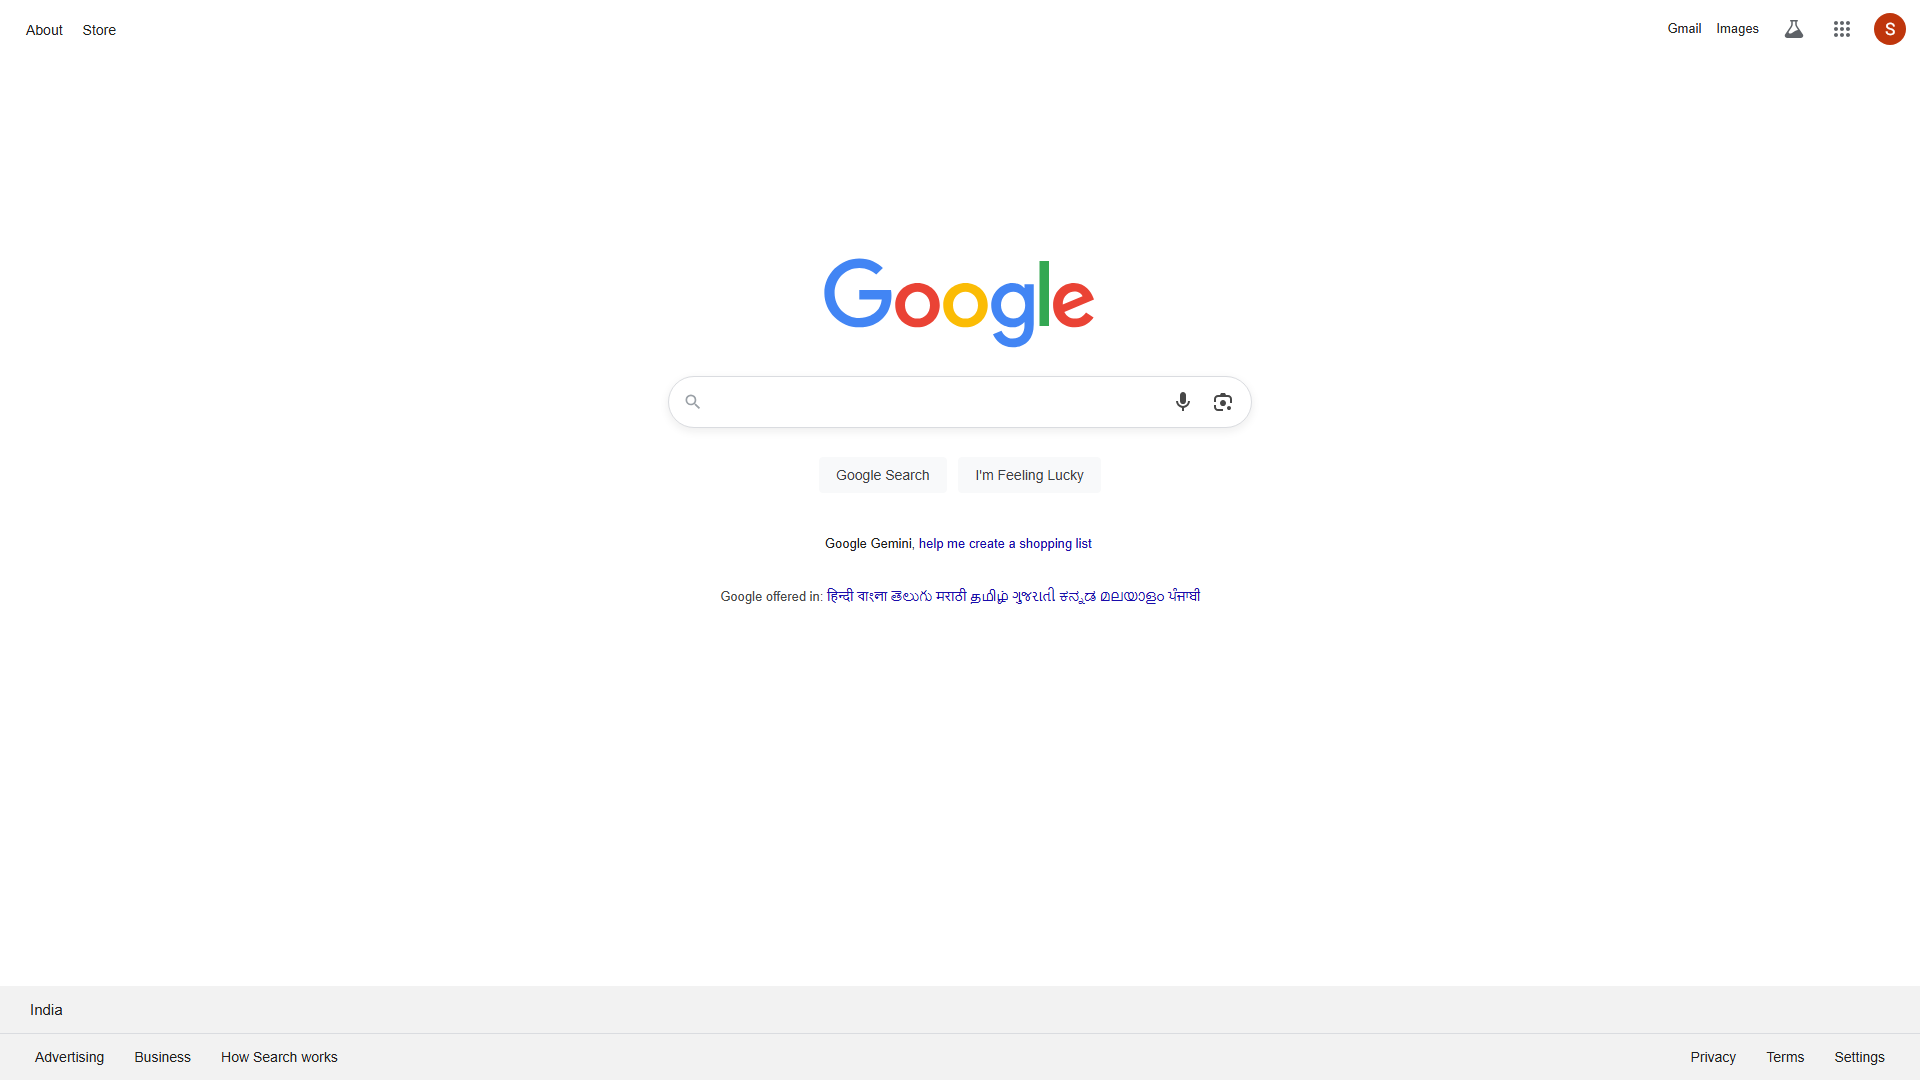 About Store
Gmail Images
S
Google
Google Search
I'm Feeling Lucky
Google Gemini, help me create a shopping list
Google offered in: हिन्दी বাংলা తెలుగు मराठी தமிழ் ગુજરાતી ಕನ್ನಡ മലയാളം ਪੰਜਾਬੀ
India
Advertising Business How Search works
Privacy Terms Settings